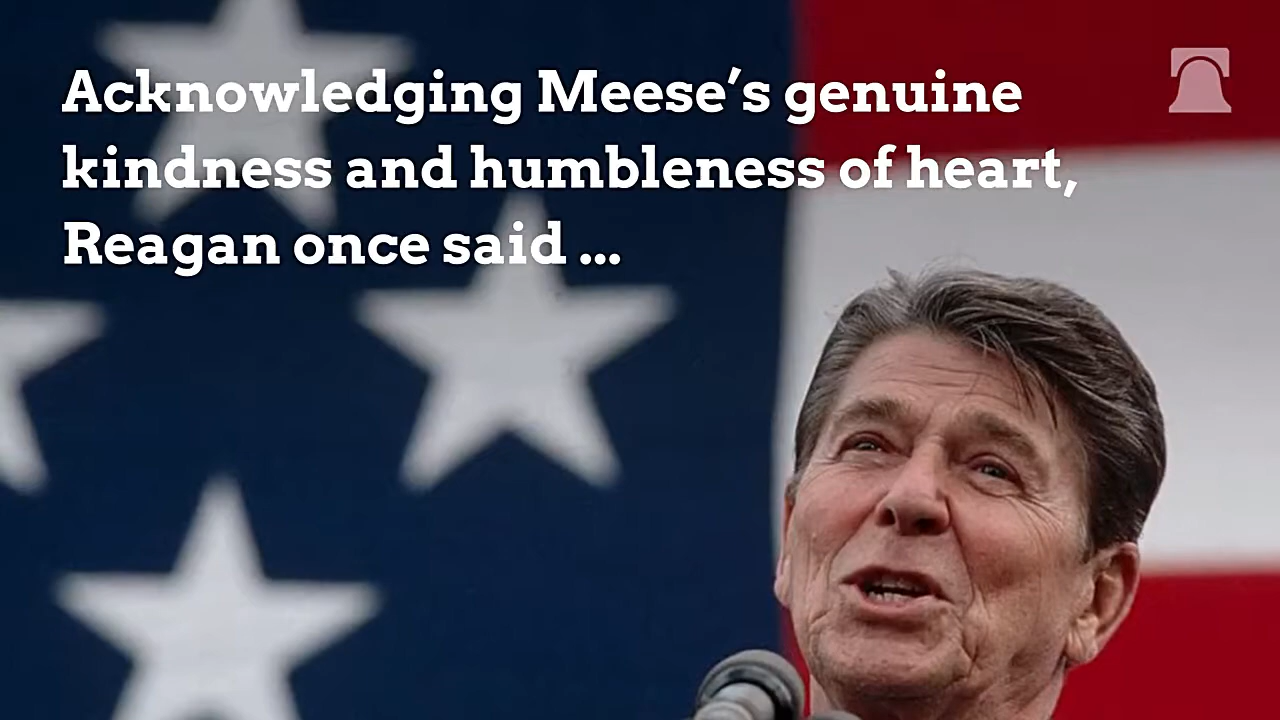 Acknowledging Meese’s genuine
kindness and humbleness of heart,
Reagan once said ...